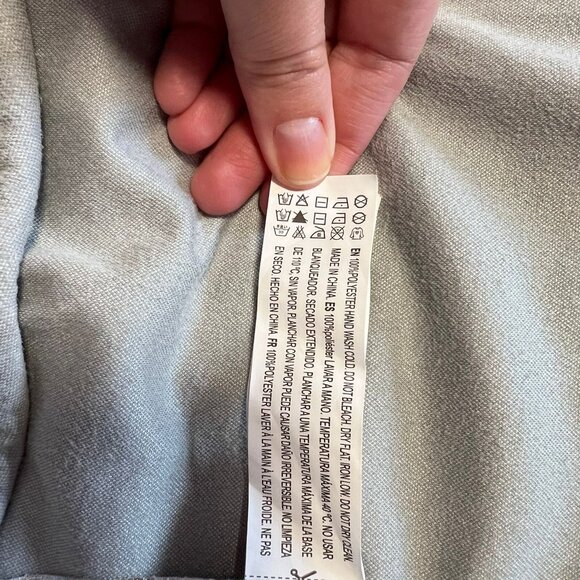 EN 100%POLYESTER HAND WASH COLD. DO NOT BLEACH. DRY FLAT. IRON LOW. DO NOT DRY CLEAN.
MADE IN CHINA. ES 100%poliéster LAVAR A MANO. TEMPERATURA MÁXIMA 40 ºC. NO USAR
BLANQUEADOR. SECADO EXTENDIDO. PLANCHAR A UNA TEMPERATURA MÁXIMA DE LA BASE
DE 110 ºC, SIN VAPOR. PLANCHAR CON VAPOR PUEDE CAUSAR DAÑO IRREVERSIBLE. NO LIMPIEZA
EN SECO. HECHO EN CHINA. FR 100%POLYESTER LAVER À LA MAIN À L'EAU FROIDE. NE PAS